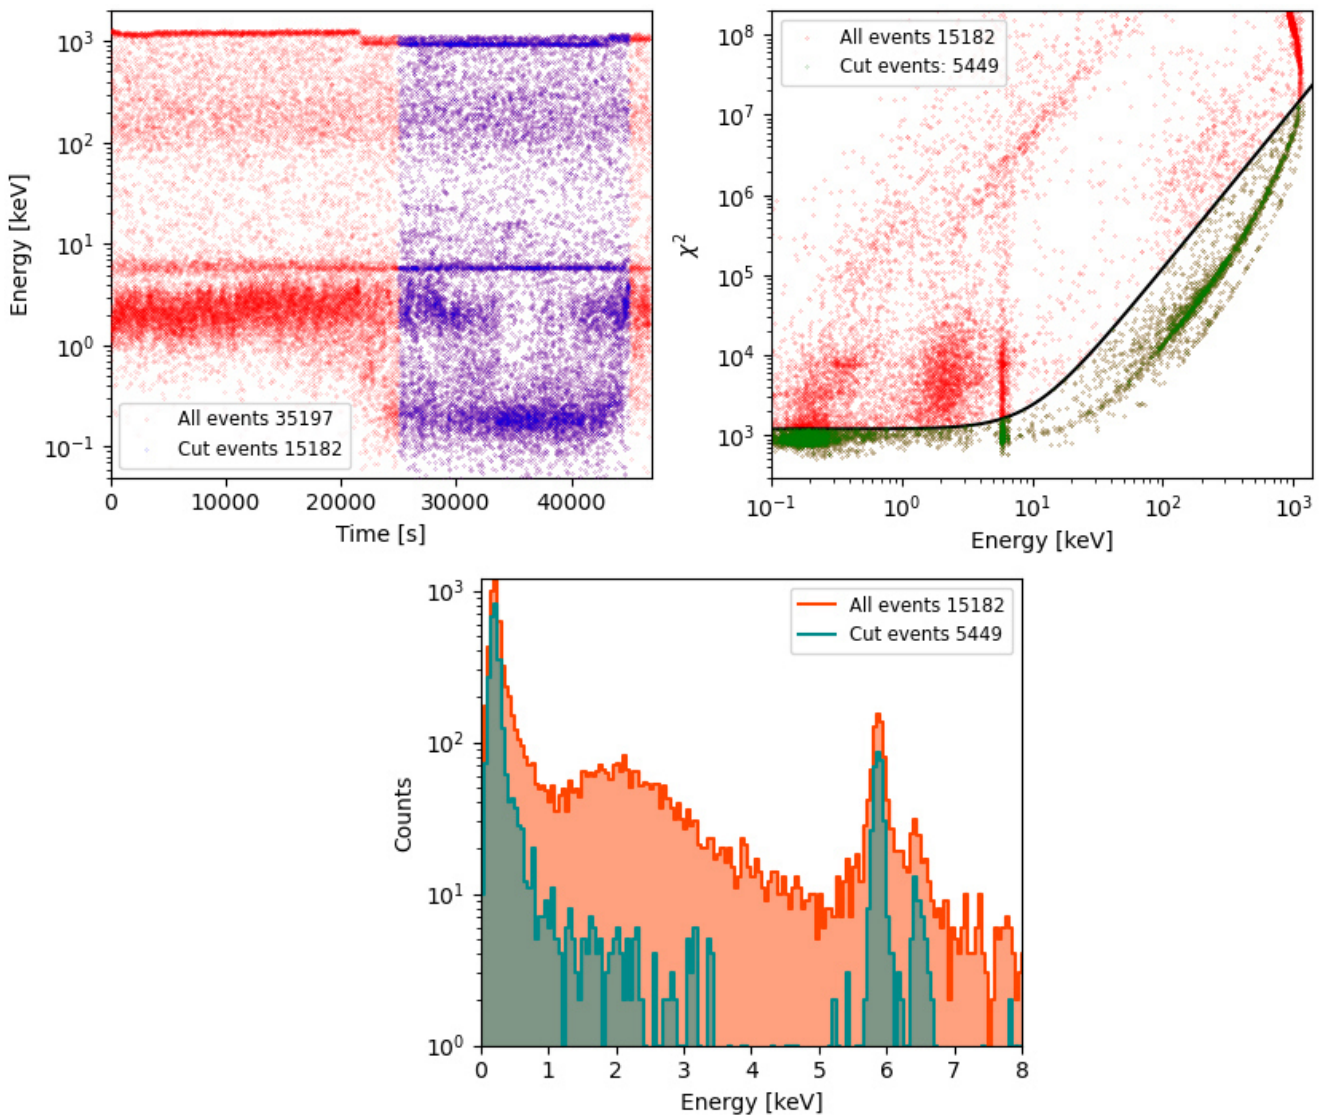 10³
10²
10¹
10⁰
10⁻¹
Energy [keV]
All events 35197
Cut events 15182
0 10000 20000 30000 40000
Time [s]
10⁸
10⁷
10⁶
10⁵
10⁴
10³
χ²
All events 15182
Cut events: 5449
10⁻¹ 10⁰ 10¹ 10² 10³
Energy [keV]
10³
10²
10¹
10⁰
Counts
All events 15182
Cut events 5449
0 1 2 3 4 5 6 7 8
Energy [keV]